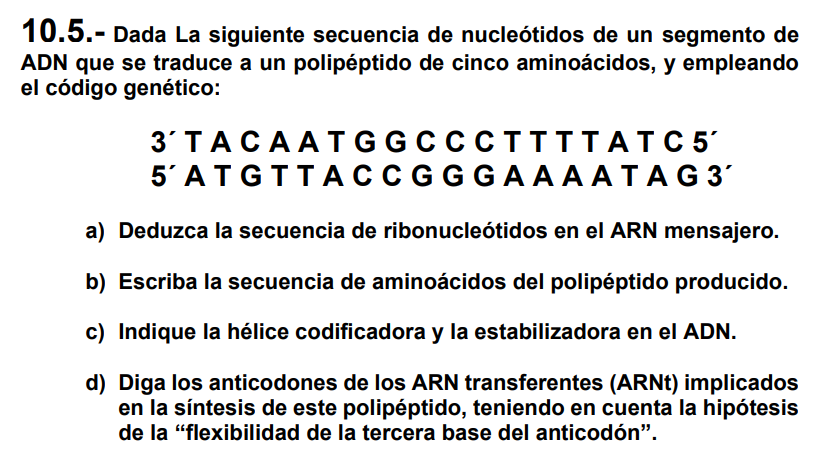 10.5.- Dada La siguiente secuencia de nucleótidos de un segmento de
ADN que se traduce a un polipéptido de cinco aminoácidos, y empleando
el código genético:
3´ T A C A A T G G C C C T T T T A T C 5´
5´ A T G T T A C C G G G A A A A T A G 3´
a) Deduzca la secuencia de ribonucleótidos en el ARN mensajero.
b) Escriba la secuencia de aminoácidos del polipéptido producido.
c) Indique la hélice codificadora y la estabilizadora en el ADN.
d) Diga los anticodones de los ARN transferentes (ARNt) implicados
en la síntesis de este polipéptido, teniendo en cuenta la hipótesis
de la “flexibilidad de la tercera base del anticodón”.